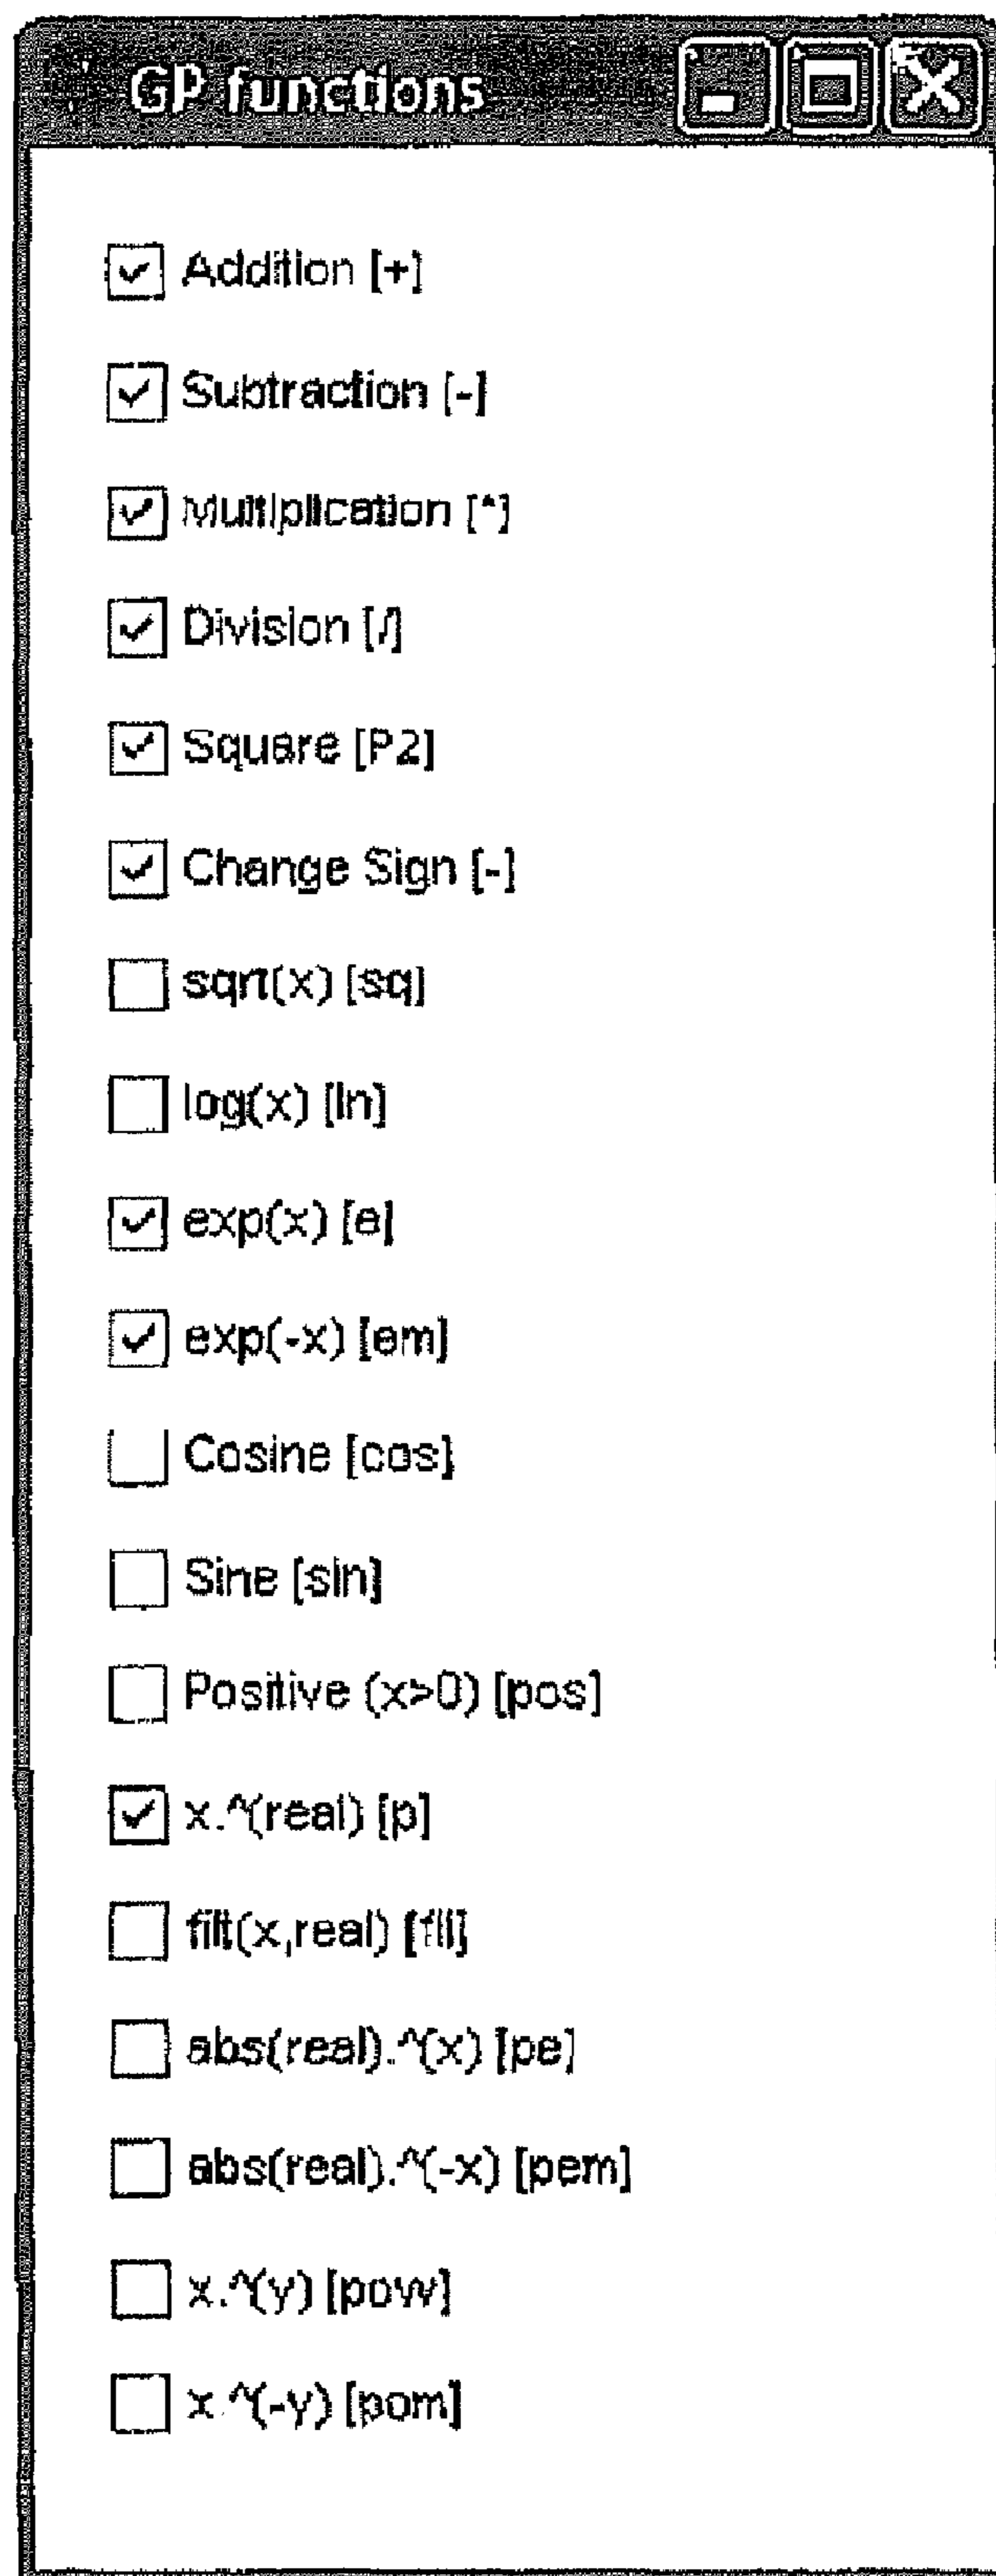 GP functions
Addition [+]
Subtraction [-]
Multiplication [*]
Division [/]
Square [P2]
Change Sign [-]
sqrt(x) [sq]
log(x) [ln]
exp(x) [e]
exp(-x) [em]
Cosine [cos]
Sine [sin]
Positive (x>0) [pos]
x.^(real) [p]
filt(x,real) [fil]
abs(real).^(x) [pe]
abs(real).^(-x) [pem]
x.^(y) [pow]
x.^(-y) [pom]